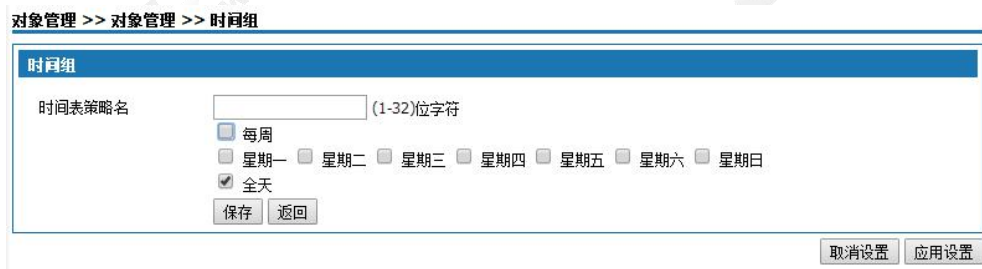 对象管理 >> 对象管理 >> 时间组
时间组
时间表策略名 (1-32)位字符
每周
星期一 星期二 星期三 星期四 星期五 星期六 星期日
全天
保存 返回
取消设置 应用设置